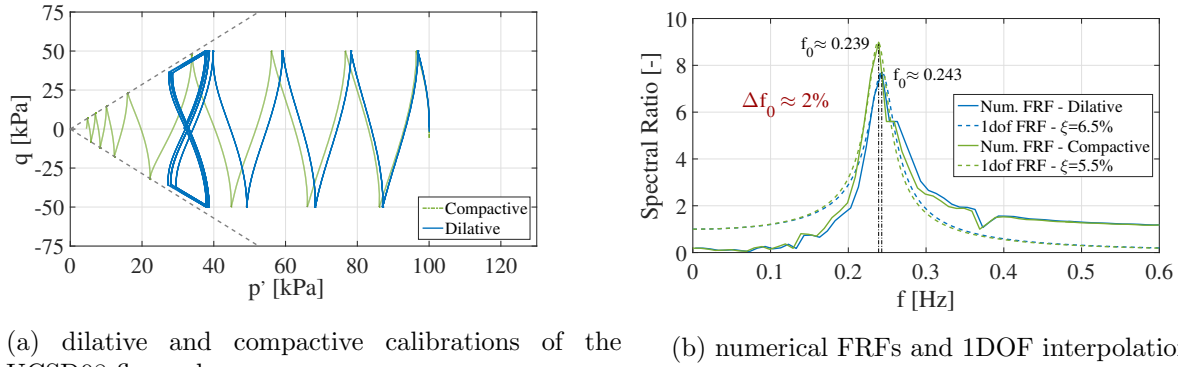 75
50
25
0
-25
-50
75
q [kPa]
0
20
40
60
80
100
120
p' [kPa]
Compactive
Dilative
(a) dilative and compactive calibrations of the
10
8
6
4
2
0
Spectral Ratio [-]
f0≈ 0.239
f0≈ 0.243
Δf0 ≈ 2%
Num. FRF - Dilative
1dof FRF - ξ=6.5%
Num. FRF - Compactive
1dof FRF - ξ=5.5%
0
0.1
0.2
0.3
0.4
0.5
0.6
f [Hz]
(b) numerical FRFs and 1DOF interpolation